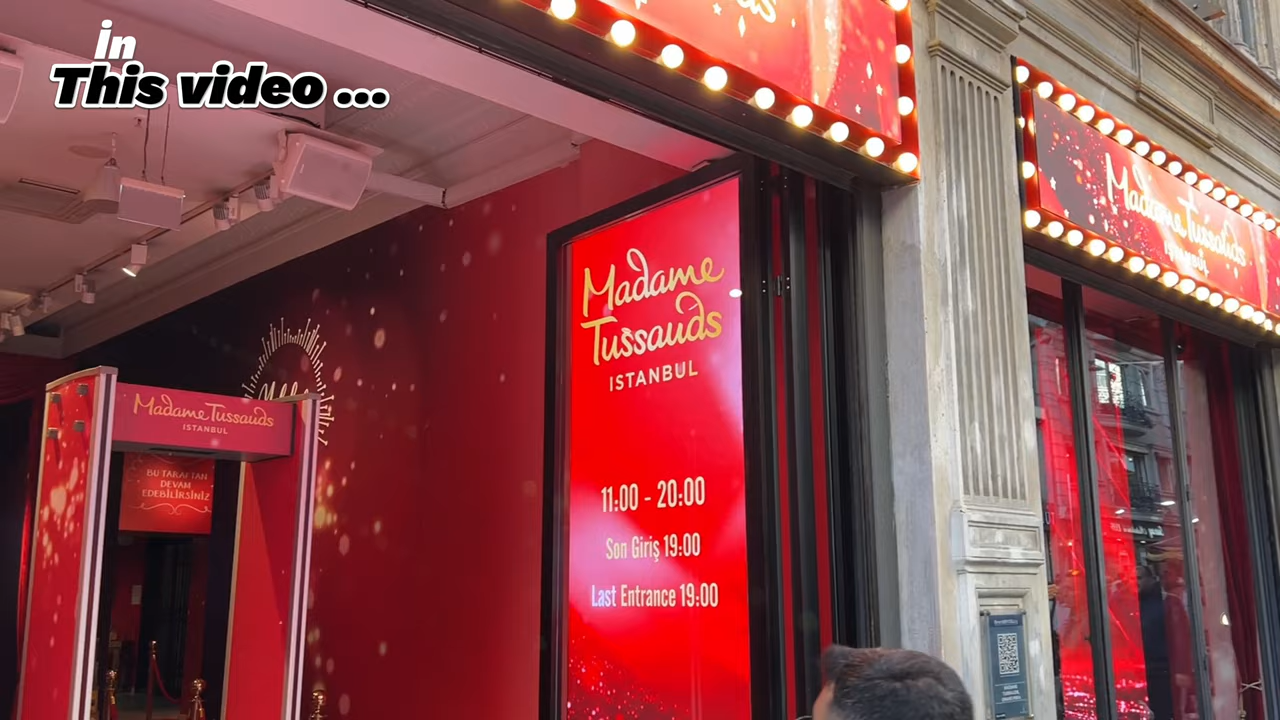 in
This video ...
Madame
Tussauds
ISTANBUL
11:00 - 20:00
Son Giriş 19:00
Last Entrance 19:00
Madame Tussauds
ISTANBUL
BU TARAFTAN
DEVAM
EDEBİLİRSİNİZ
Madame Tussauds
ISTANBUL